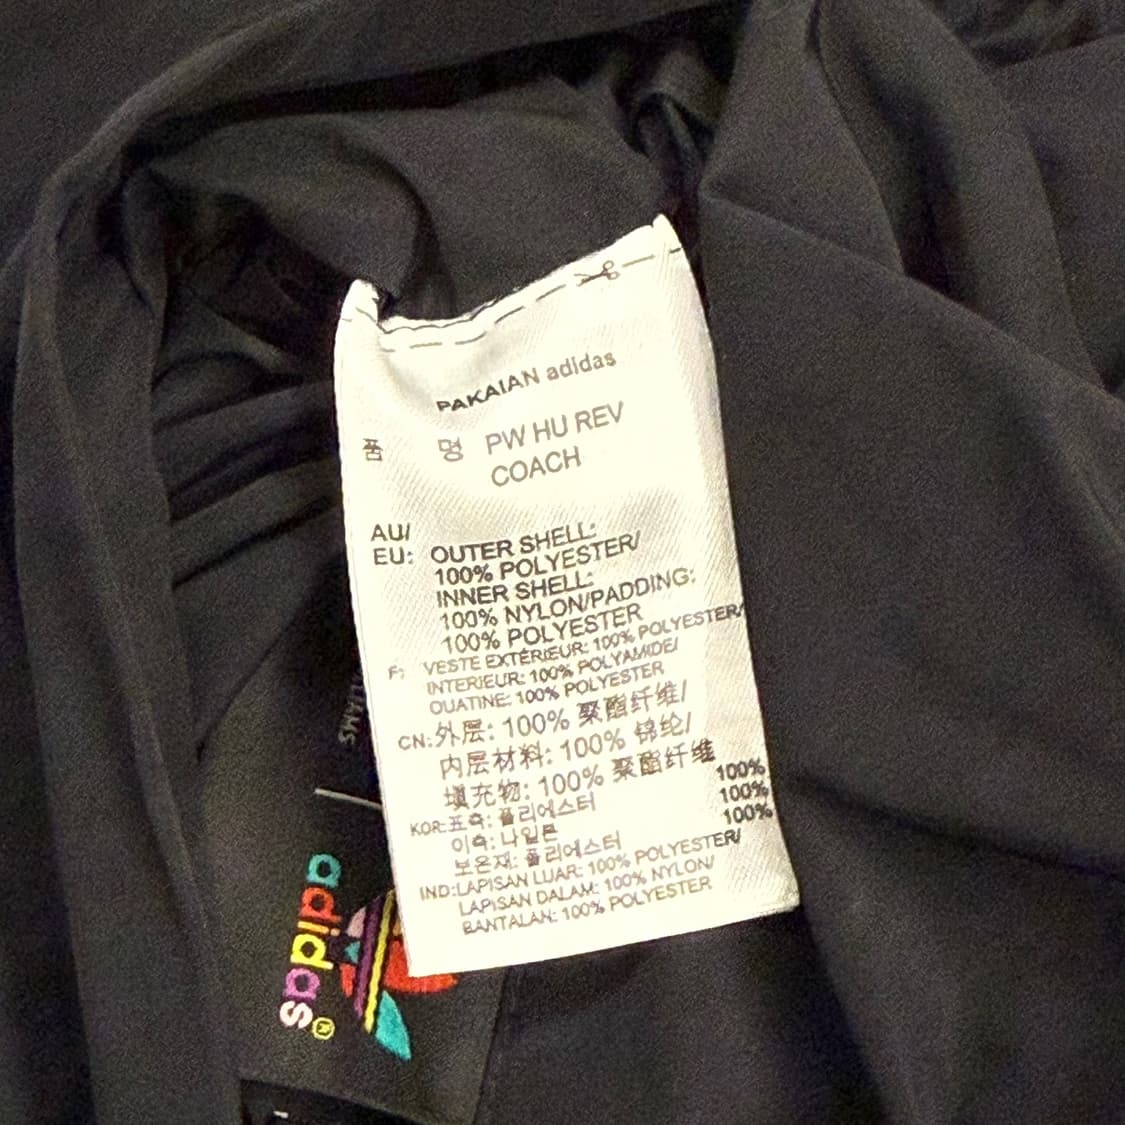 PAKAIAN adidas
품 명 PW HU REV
COACH
AU/
EU: OUTER SHELL:
100% POLYESTER/
INNER SHELL:
100% NYLON/PADDING:
100% POLYESTER
F: VESTE EXTÉRIEUR: 100% POLYESTER/
INTERIEUR: 100% POLYAMIDE/
OUATINE: 100% POLYESTER
CN: 外层: 100% 聚酯纤维/
内层材料: 100% 锦纶/
填充物: 100% 聚酯纤维
KOR: 표측: 폴리에스터 100%
이측: 나일론 100%
보온재: 폴리에스터 100%
IND: LAPISAN LUAR: 100% POLYESTER/
LAPISAN DALAM: 100% NYLON/
BANTALAN: 100% POLYESTER
adidas®